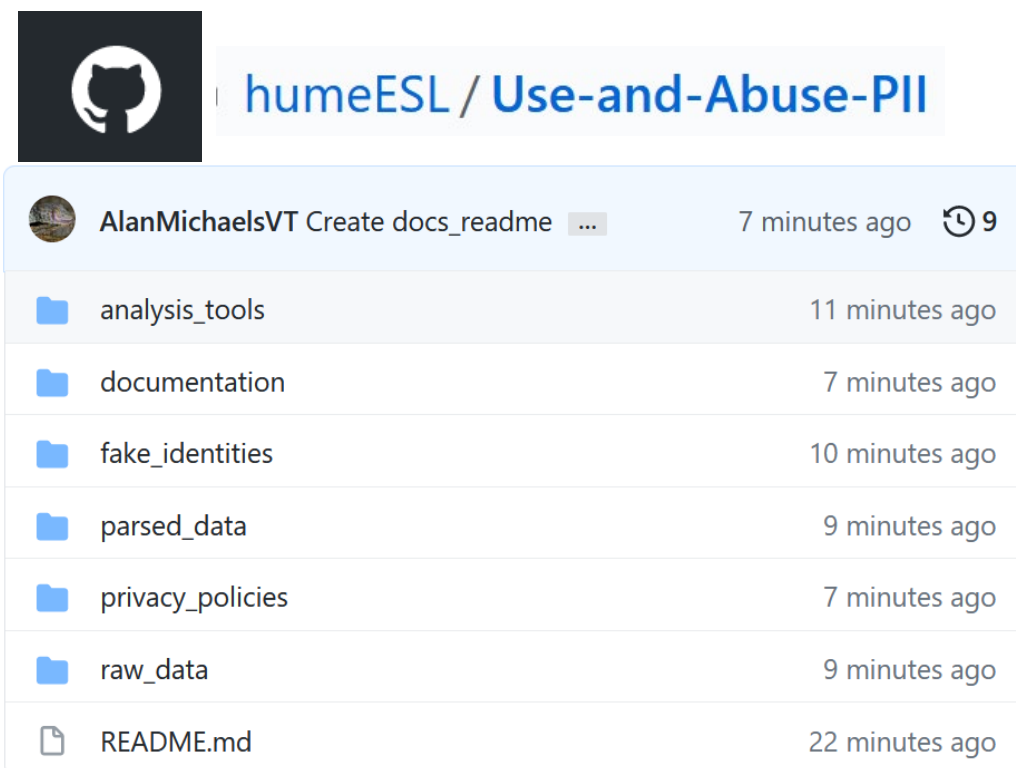 humeESL / Use-and-Abuse-PII
AlanMichaelsVT Create docs_readme ... 7 minutes ago 9
analysis_tools 11 minutes ago
documentation 7 minutes ago
fake_identities 10 minutes ago
parsed_data 9 minutes ago
privacy_policies 7 minutes ago
raw_data 9 minutes ago
README.md 22 minutes ago